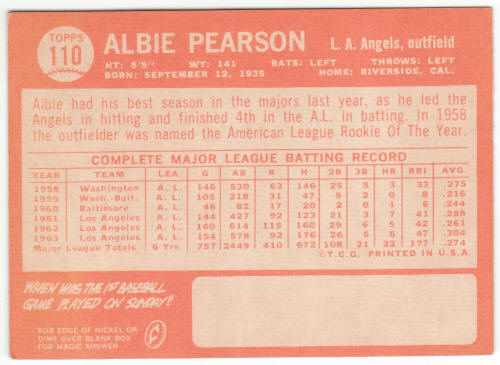 TOPPS
110
ALBIE PEARSON
L. A. Angels, outfield
HT: 5'5" WT: 141 BATS: LEFT THROWS: LEFT
BORN: SEPTEMBER 12, 1935 HOME: RIVERSIDE, CAL.
Albie had his best season in the majors last year, as he led the
Angels in hitting and finished 4th in the A.L. in batting. In 1958
the outfielder was named the American League Rookie Of The Year.
COMPLETE MAJOR LEAGUE BATTING RECORD
YEAR TEAM LEA. G AB R H 2B 3B HR RBI AVG.
1958 Washington A. L. 146 530 63 146 25 5 3 33 .275
1959 Wash.-Balt. A. L. 105 218 31 47 5 2 0 8 .216
1960 Baltimore A. L. 48 82 17 20 2 0 1 6 .244
1961 Los Angeles A. L. 144 427 92 123 21 3 7 41 .288
1962 Los Angeles A. L. 160 614 115 160 29 6 5 42 .261
1963 Los Angeles A. L. 154 578 92 176 26 5 6 47 .304
Major League Totals 6 Yrs. 757 2449 410 672 108 21 22 177 .274
© T.C.G. PRINTED IN U.S.A.
WHEN WAS THE 1ST BASEBALL
GAME PLAYED ON SUNDAY?
RUB EDGE OF NICKEL OR
DIME OVER BLANK BOX
FOR MAGIC ANSWER